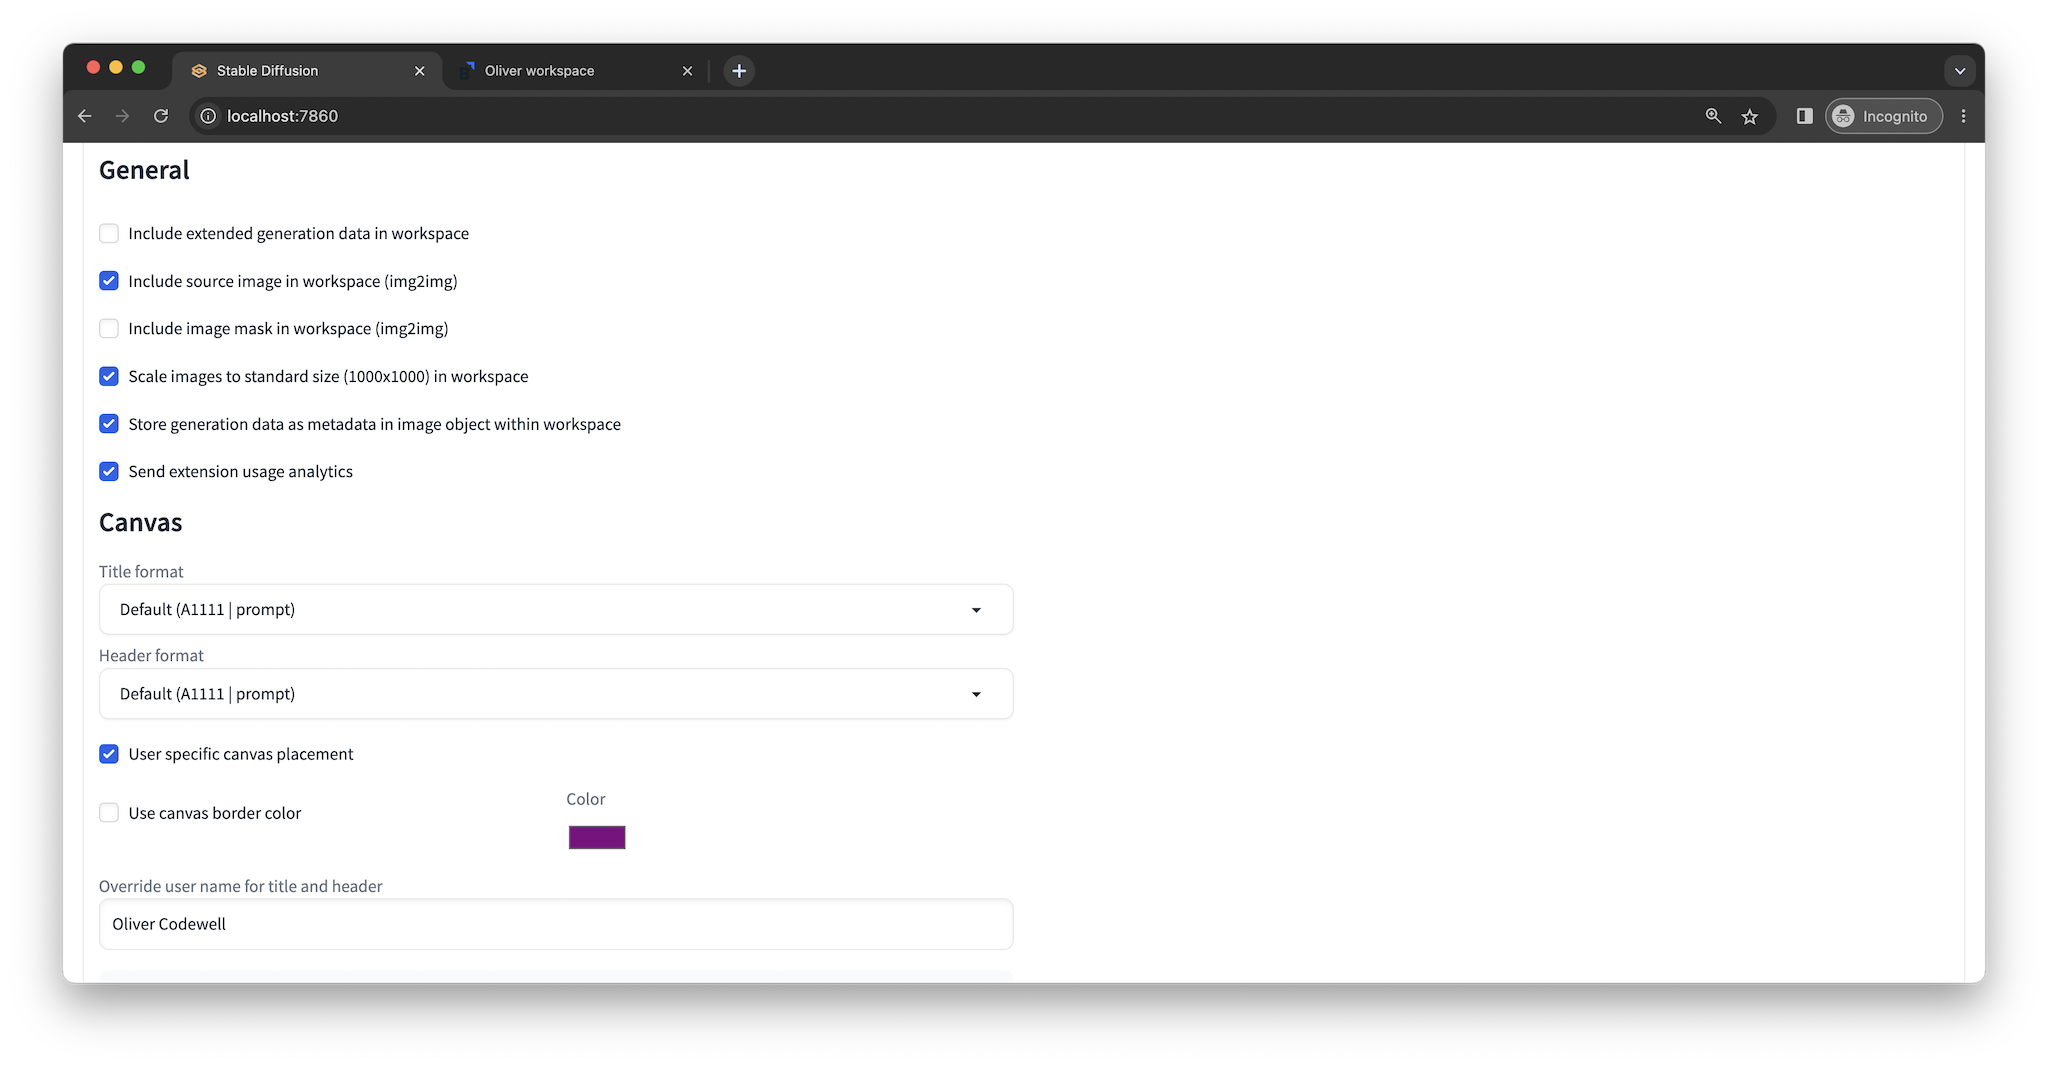 Stable Diffusion
Oliver workspace
localhost:7860
Incognito
General
Include extended generation data in workspace
Include source image in workspace (img2img)
Include image mask in workspace (img2img)
Scale images to standard size (1000x1000) in workspace
Store generation data as metadata in image object within workspace
Send extension usage analytics
Canvas
Title format
Default (A1111 | prompt)
Header format
Default (A1111 | prompt)
User specific canvas placement
Use canvas border color
Color
Override user name for title and header
Oliver Codewell